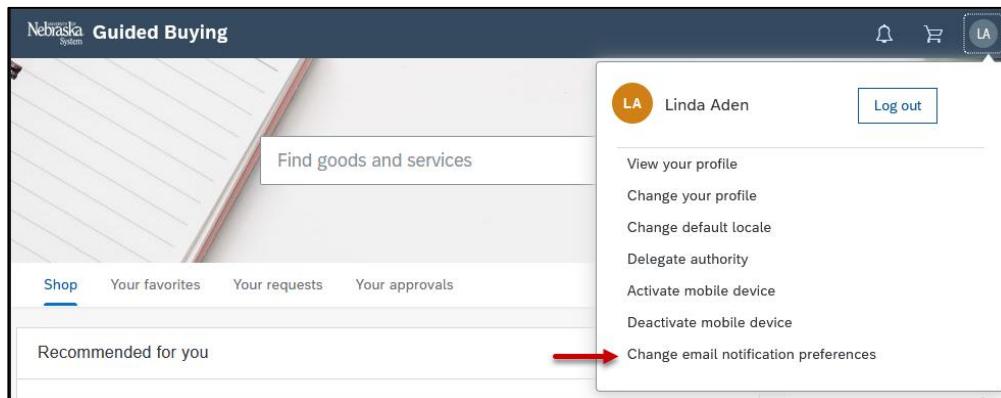 Nebraska Guided Buying
System
LA
LA Linda Aden Log out
Find goods and services
View your profile
Change your profile
Change default locale
Delegate authority
Activate mobile device
Deactivate mobile device
Change email notification preferences
Shop Your favorites Your requests Your approvals
Recommended for you